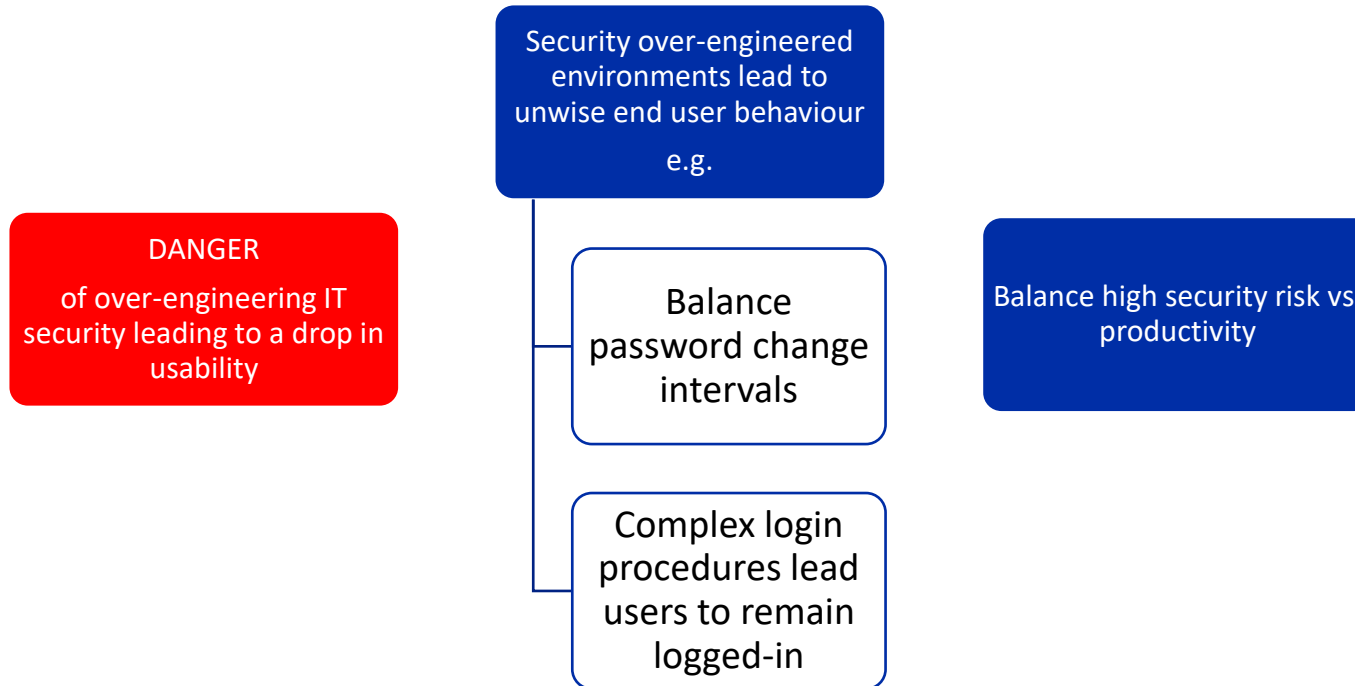 Security over-engineered
environments lead to
unwise end user behaviour
e.g.
DANGER
of over-engineering IT
security leading to a drop in
usability
Balance
password change
intervals
Complex login
procedures lead
users to remain
logged-in
Balance high security risk vs
productivity